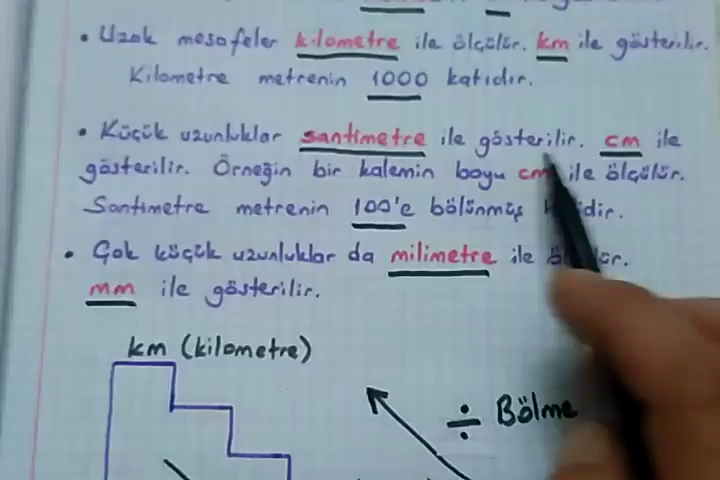 • Uzak mesafeler kilometre ile ölçülür. km ile gösterilir.
Kilometre metrenin 1000 katıdır.
• Küçük uzunluklar santimetre ile gösterilir. cm ile
gösterilir. Örneğin bir kalemin boyu cm ile ölçülür.
Santimetre metrenin 100'e bölünmüş
• Çok küçük uzunluklar da milimetre ile
mm ile gösterilir.
km (kilometre)
÷ Bölme